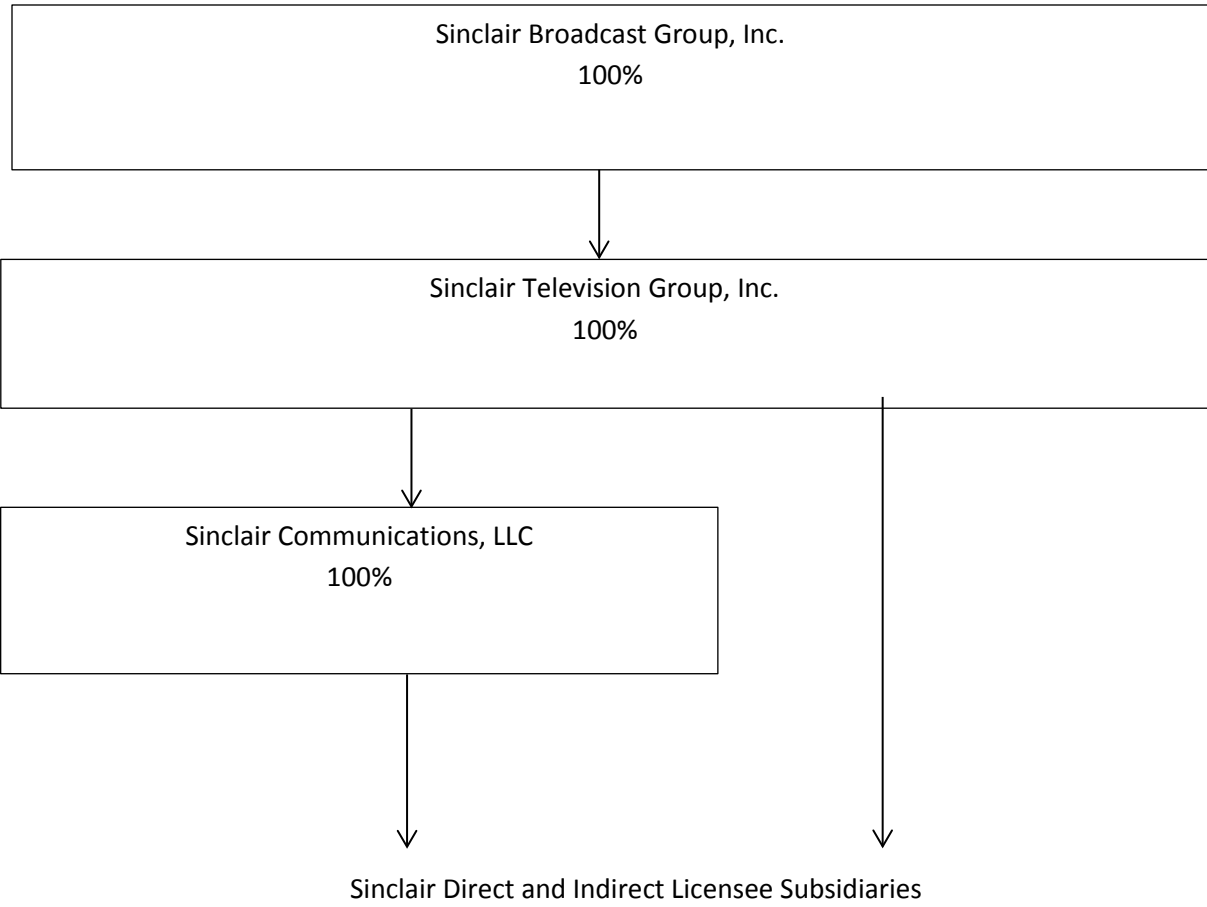 Sinclair Broadcast Group, Inc.
100%
Sinclair Television Group, Inc.
100%
Sinclair Communications, LLC
100%
Sinclair Direct and Indirect Licensee Subsidiaries